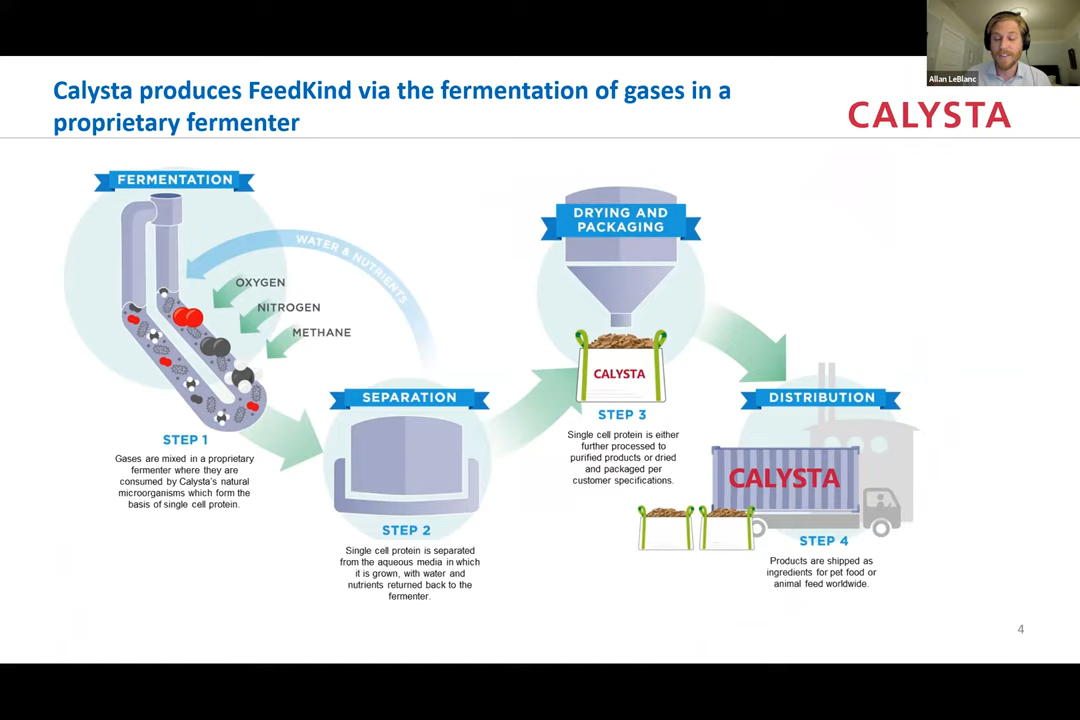 Allan LeBlanc
Calysta produces FeedKind via the fermentation of gases in a
proprietary fermenter
CALYSTA
FERMENTATION
WATER & NUTRIENTS
OXYGEN
NITROGEN
METHANE
STEP 1
Gases are mixed in a proprietary
fermenter where they are
consumed by Calysta's natural
microorganisms which form the
basis of single cell protein.
SEPARATION
STEP 2
Single cell protein is separated
from the aqueous media in which
it is grown, with water and
nutrients returned back to the
fermenter.
DRYING AND
PACKAGING
CALYSTA
STEP 3
Single cell protein is either
further processed to
purified products or dried
and packaged per
customer specifications.
DISTRIBUTION
CALYSTA
STEP 4
Products are shipped as
ingredients for pet food or
animal feed worldwide.
4